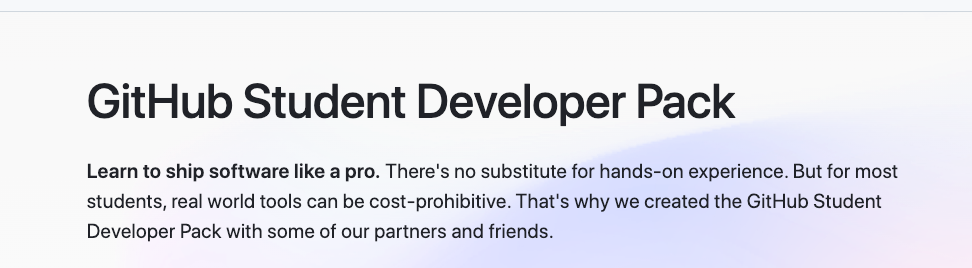 GitHub Student Developer Pack
Learn to ship software like a pro. There's no substitute for hands-on experience. But for most
students, real world tools can be cost-prohibitive. That's why we created the GitHub Student
Developer Pack with some of our partners and friends.